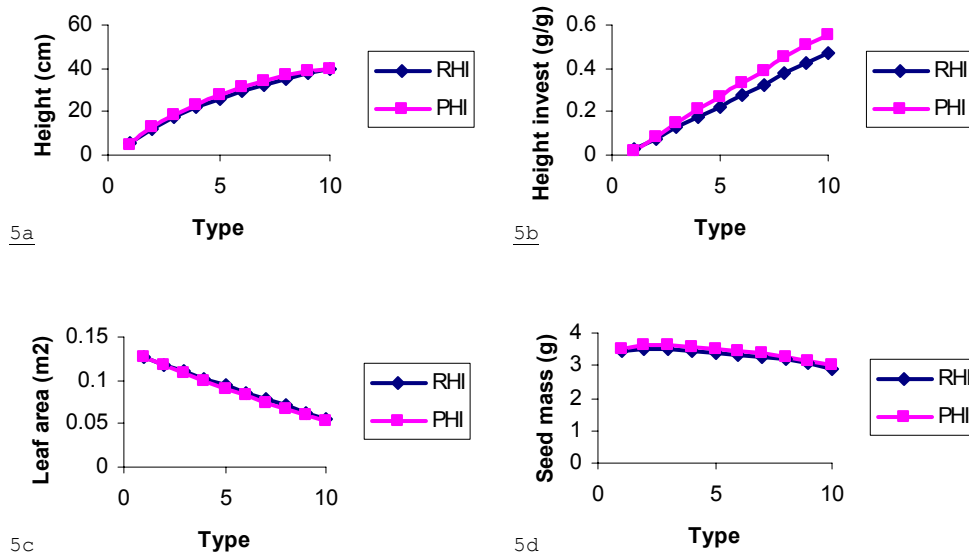 60
40
20
0
Height (cm)
0 5 10
Type
RHI
PHI
5a
0.6
0.4
0.2
0
Height invest (g/g)
0 5 10
Type
RHI
PHI
5b
0.15
0.1
0.05
0
Leaf area (m2)
0 5 10
Type
RHI
PHI
5c
4
3
2
1
0
Seed mass (g)
0 5 10
Type
RHI
PHI
5d